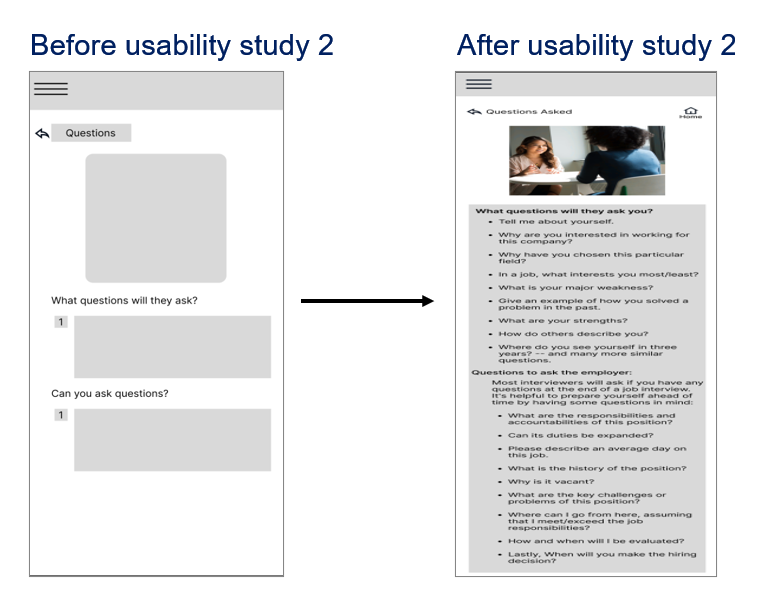 Before usability study 2
After usability study 2
Questions
What questions will they ask?
1
Can you ask questions?
1
Questions Asked
Home
What questions will they ask you?
• Tell me about yourself.
• Why are you interested in working for
this company?
• Why have you chosen this particular
field?
• In a job, what interests you most/least?
• What is your major weakness?
• Give an example of how you solved a
problem in the past.
• What are your strengths?
• How do others describe you?
• Where do you see yourself in three
years? -- and many more similar
questions.
Questions to ask the employer:
Most interviewers will ask if you have any
questions at the end of a job interview.
It's helpful to prepare yourself ahead of
time by having some questions in mind:
• What are the responsibilities and
accountabilities of this position?
• Can its duties be expanded?
• Please describe an average day on
this job.
• What is the history of the position?
• Why is it vacant?
• What are the key challenges or
problems of this position?
• Where can I go from here, assuming
that I meet/exceed the job
responsibilities?
• How and when will I be evaluated?
• Lastly, When will you make the hiring
decision?